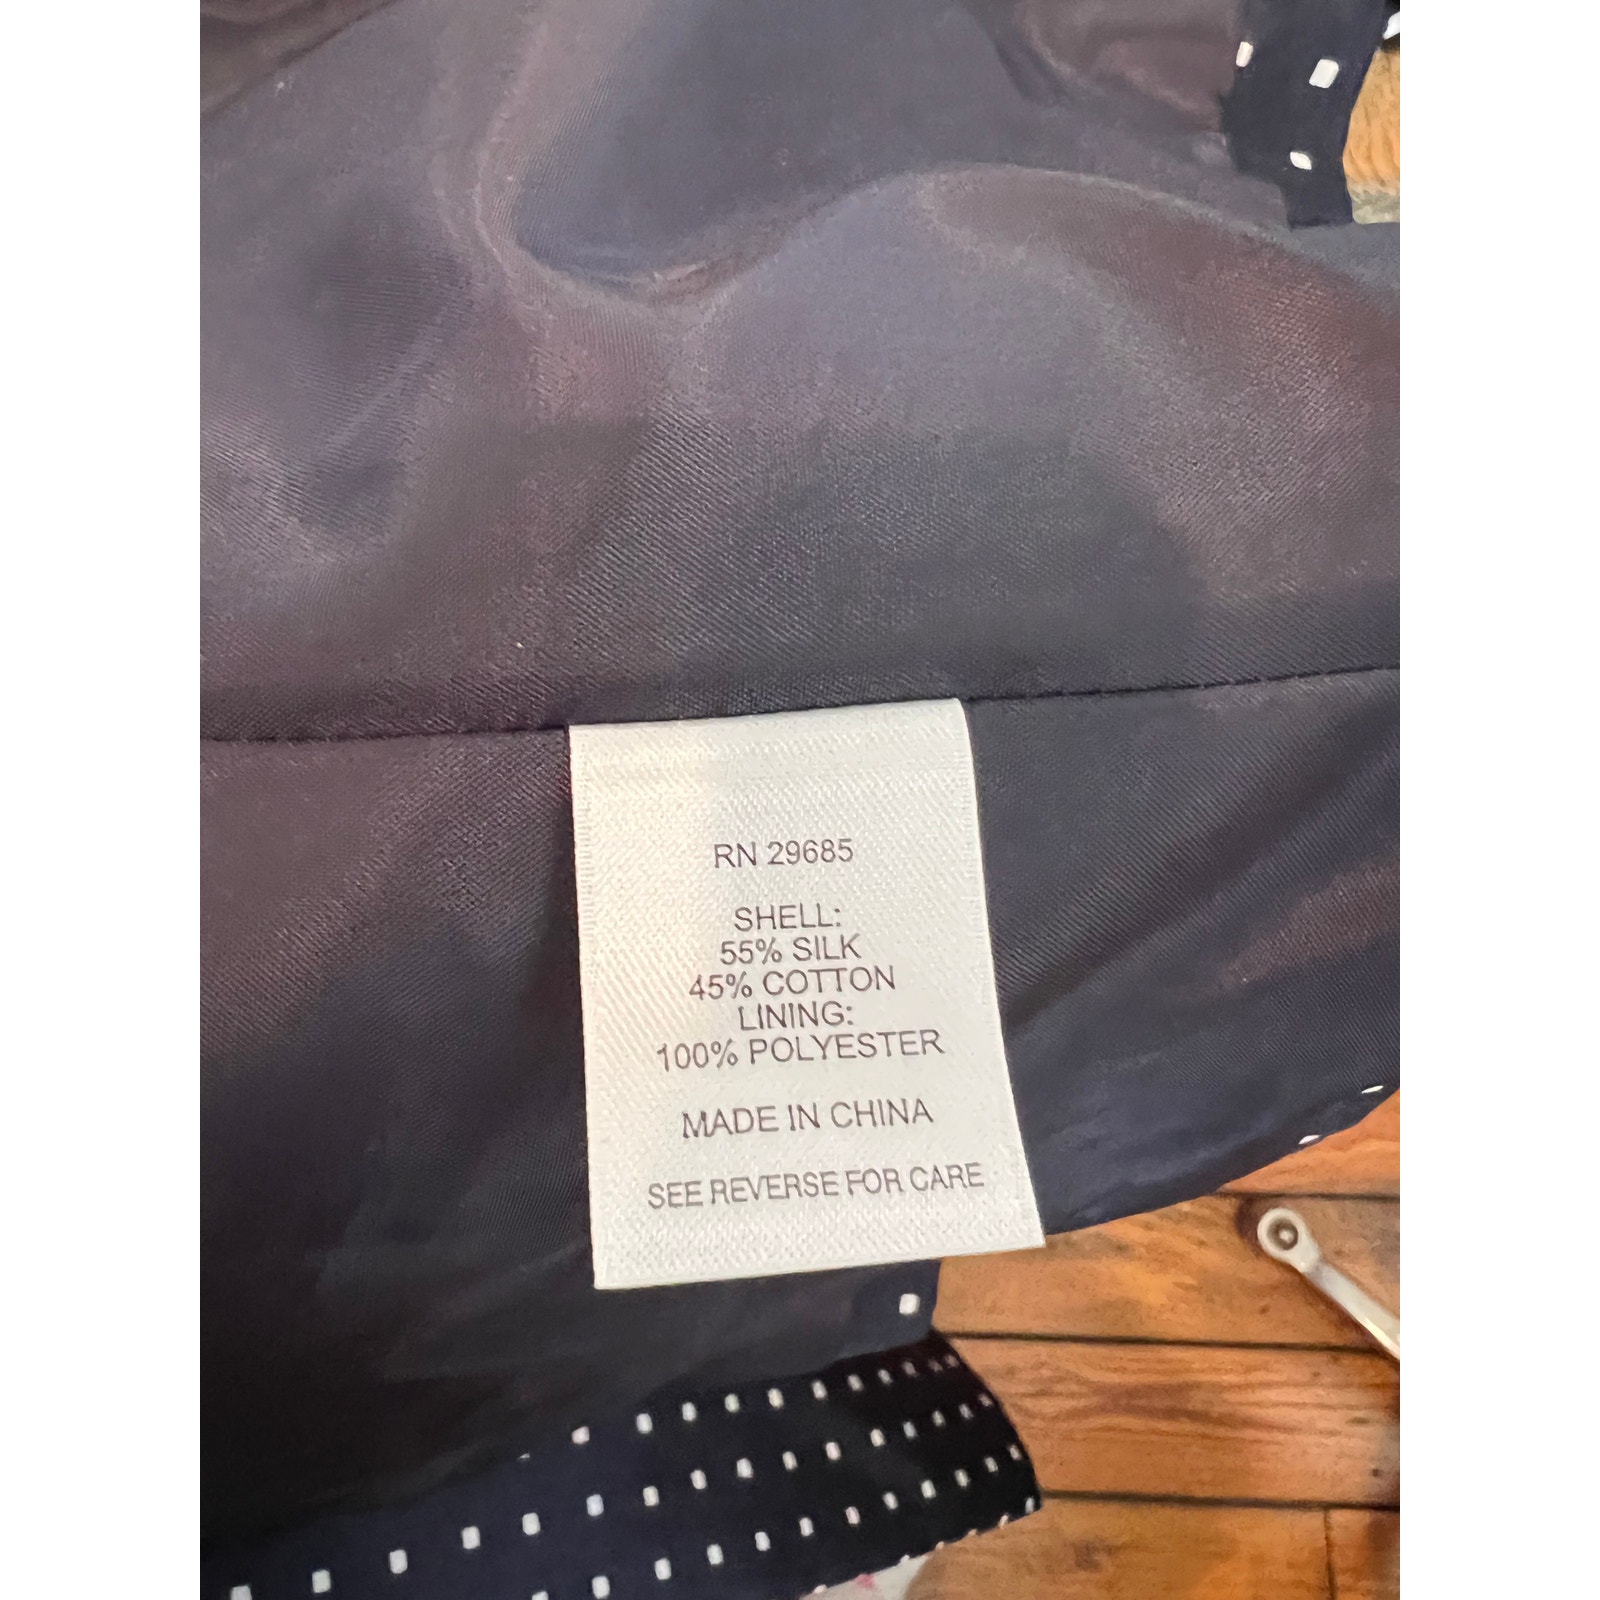 RN 29685
SHELL:
55% SILK
45% COTTON
LINING:
100% POLYESTER
MADE IN CHINA
SEE REVERSE FOR CARE